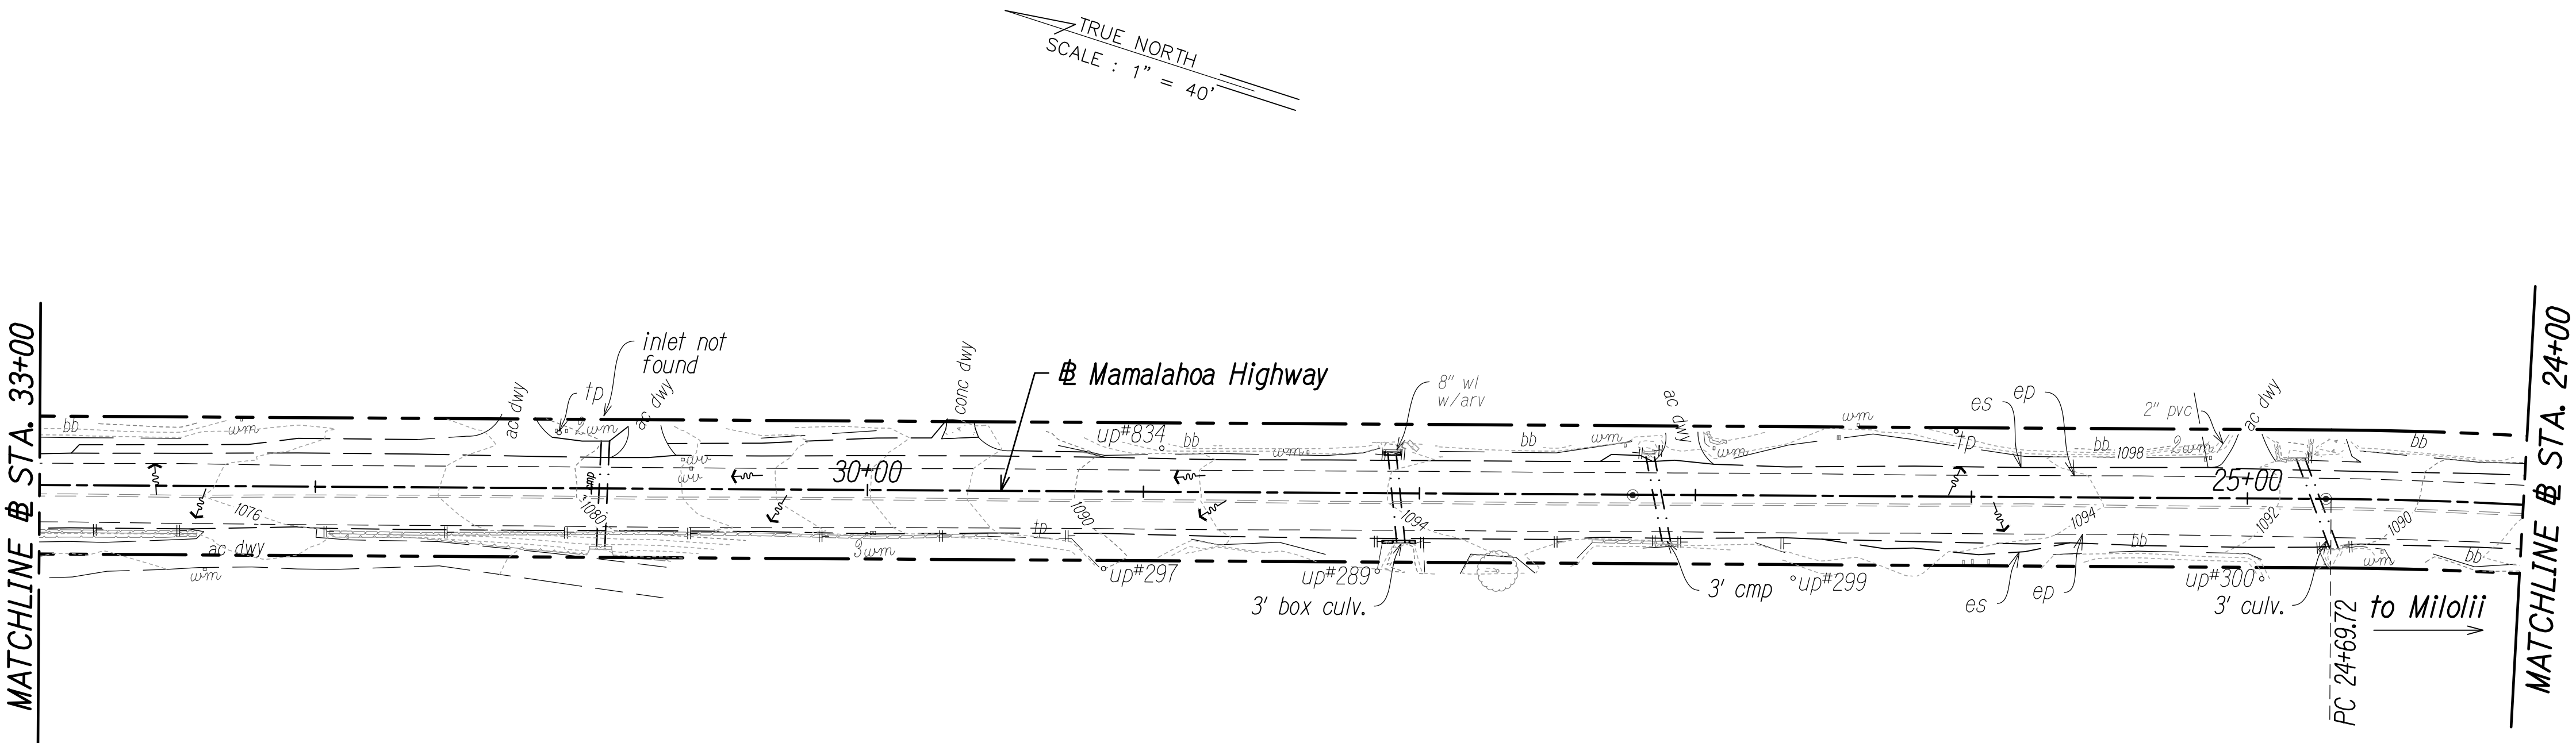 TRUE NORTH
SCALE : 1" = 40'
MATCHLINE ⅊ STA. 33+00
inlet not
found
ac dwy
tp
ac dwy
conc dwy
℄ Mamalahoa Highway
8" wl
w/arv
ac dwy
wm
es
ep
2" pvc
ac dwy
MATCHLINE ⅊ STA. 24+00
bb
wm
2wm
up#834
bb
wm
bb
wm
wm
tp
bb
1098
2wm
bb
wv
wv
30+00
25+00
1076
1080
tp
1090
1094
1094
1092
1090
ac dwy
wm
3wm
up#297
up#289
3' box culv.
3' cmp
up#299
es
ep
bb
up#300
3' culv.
wm
bb
PC 24+69.72
to Milolii